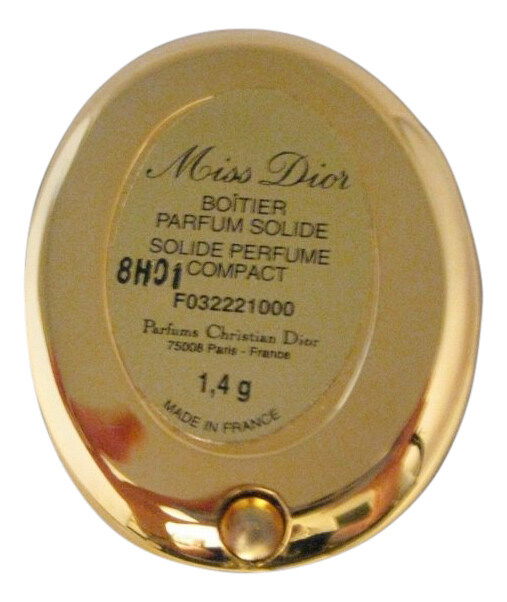 Miss Dior
BOîTIER
PARFUM SOLIDE
SOLIDE PERFUME
COMPACT
8H01
F032221000
Parfums Christian Dior
75008 Paris - France
1,4 g
MADE IN FRANCE